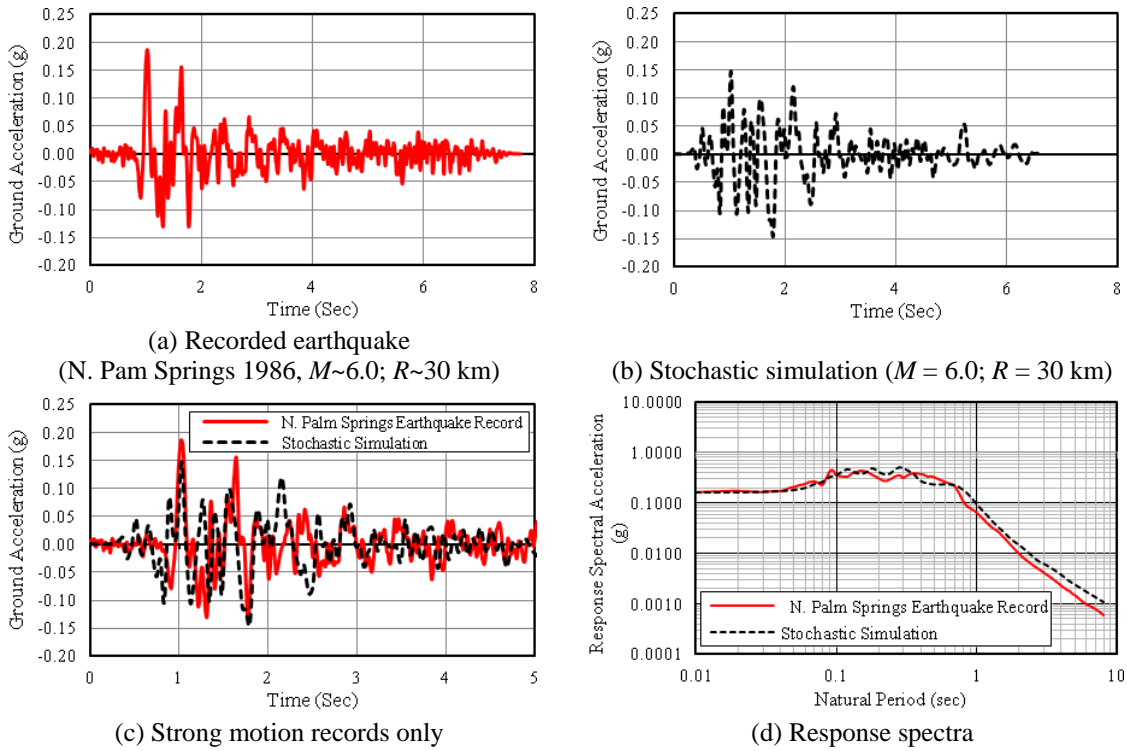 0.25
0.20
0.15
0.10
0.05
0.00
-0.05
-0.10
-0.15
-0.20
Ground Acceleration (g)
0 2 4 6 8
Time (Sec)
(a) Recorded earthquake
(N. Pam Springs 1986, M~6.0; R~30 km)
0.25
0.20
0.15
0.10
0.05
0.00
-0.05
-0.10
-0.15
-0.20
Ground Acceleration (g)
0 2 4 6 8
Time (Sec)
(b) Stochastic simulation (M = 6.0; R = 30 km)
0.25
0.20
0.15
0.10
0.05
0.00
-0.05
-0.10
-0.15
-0.20
Ground Acceleration (g)
N. Palm Springs Earthquake Record
Stochastic Simulation
0 1 2 3 4 5
Time (Sec)
(c) Strong motion records only
10.0000
1.0000
0.1000
0.0100
0.0010
0.0001
Response Spectral Acceleration
(g)
N. Palm Springs Earthquake Record
Stochastic Simulation
0.01 0.1 1 10
Natural Period (sec)
(d) Response spectra